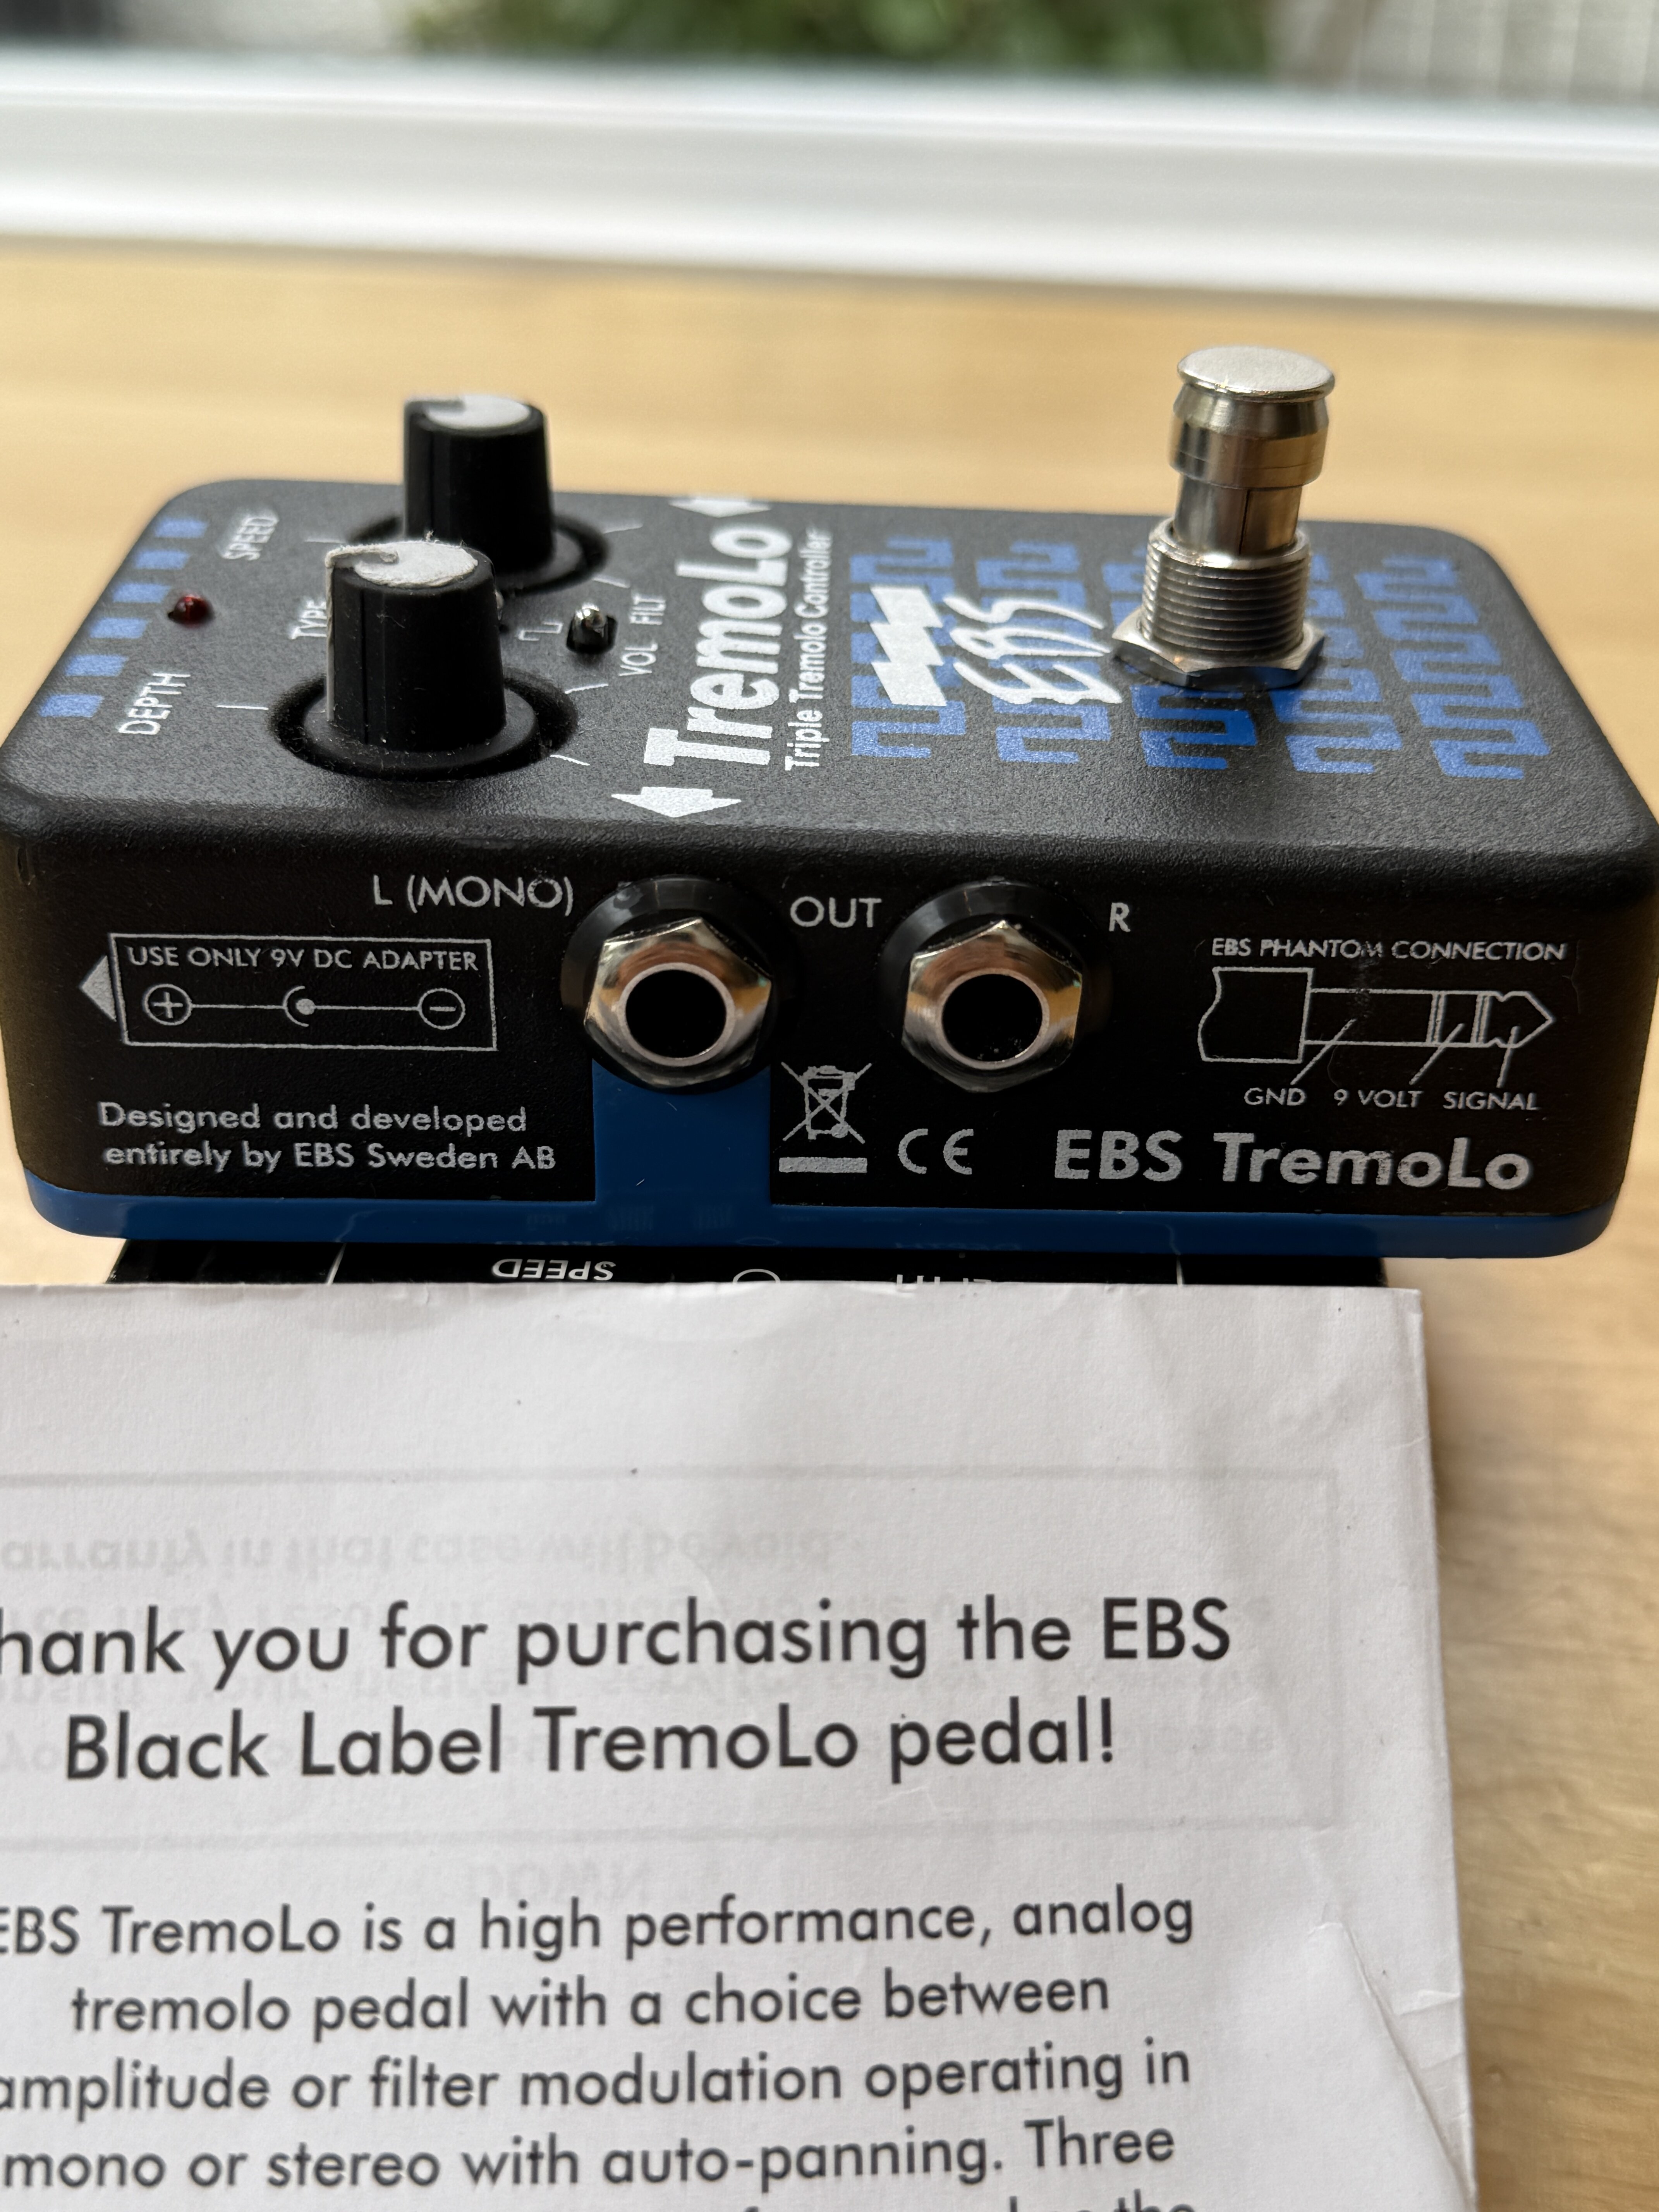 SPEED
TYPE
DEPTH
VOL FILT
TremoLo
Triple Tremolo Controller
EBS
L (MONO)
OUT
R
USE ONLY 9V DC ADAPTER
+ -
EBS PHANTOM CONNECTION
GND 9 VOLT SIGNAL
Designed and developed
entirely by EBS Sweden AB
CE
EBS TremoLo
SPEED
hank you for purchasing the EBS
Black Label TremoLo pedal!
EBS TremoLo is a high performance, analog
tremolo pedal with a choice between
amplitude or filter modulation operating in
mono or stereo with auto-panning. Three
the